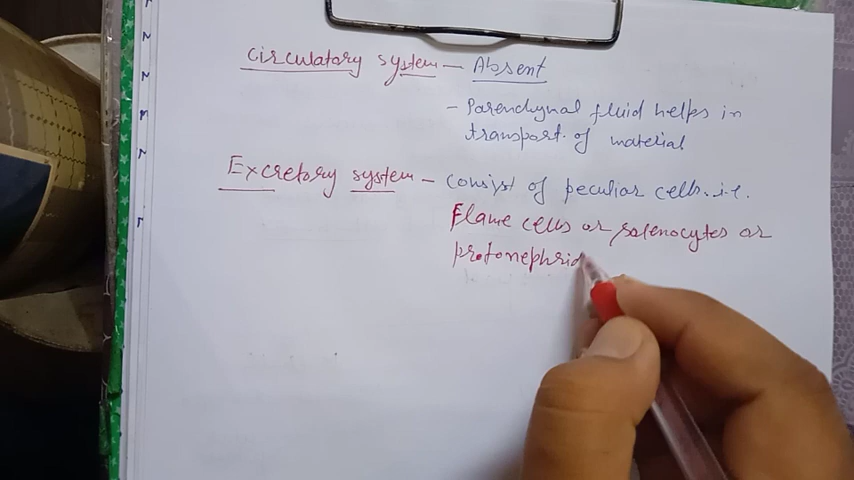 Circulatory system – Absent
– Parenchymal fluid helps in
transport of material
Excretory system – consist of peculiar cells. i.e.
Flame cells or solenocytes or
protonephrid